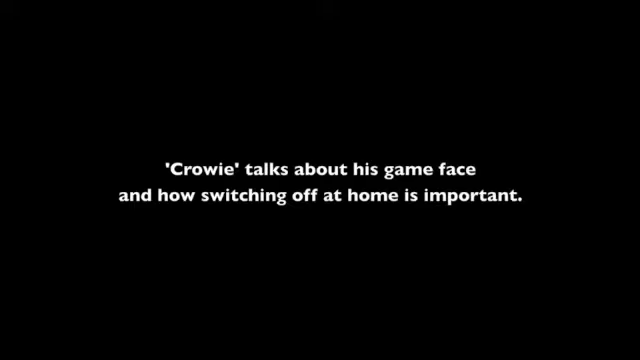 'Crowie' talks about his game face
and how switching off at home is important.